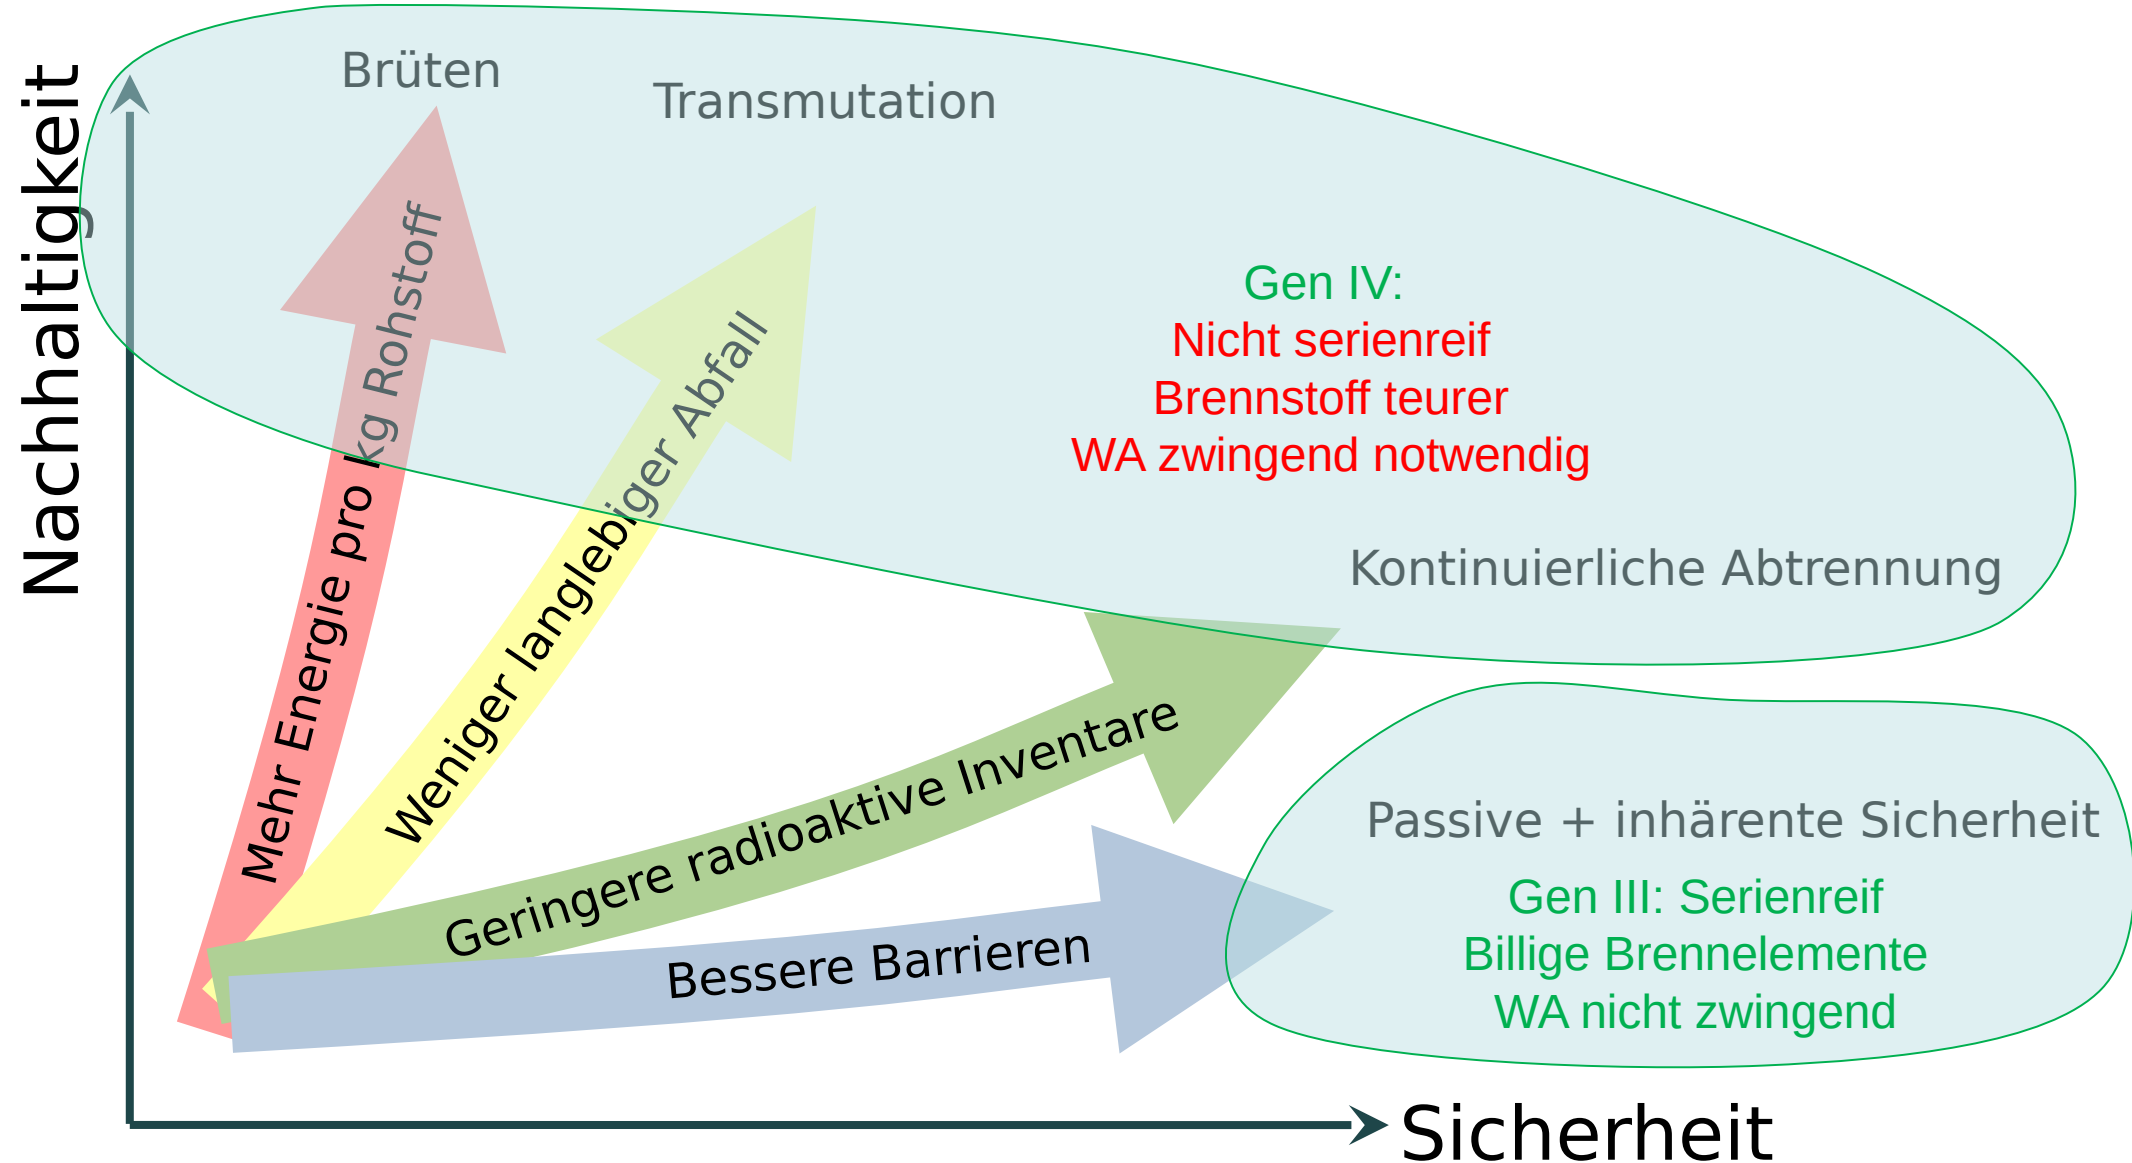 Nachhaltigkeit
Brüten
Transmutation
Mehr Energie pro kg Rohstoff
Weniger langlebiger Abfall
Gen IV:
Nicht serienreif
Brennstoff teurer
WA zwingend notwendig
Kontinuierliche Abtrennung
Geringere radioaktive Inventare
Bessere Barrieren
Passive + inhärente Sicherheit
Gen III: Serienreif
Billige Brennelemente
WA nicht zwingend
Sicherheit